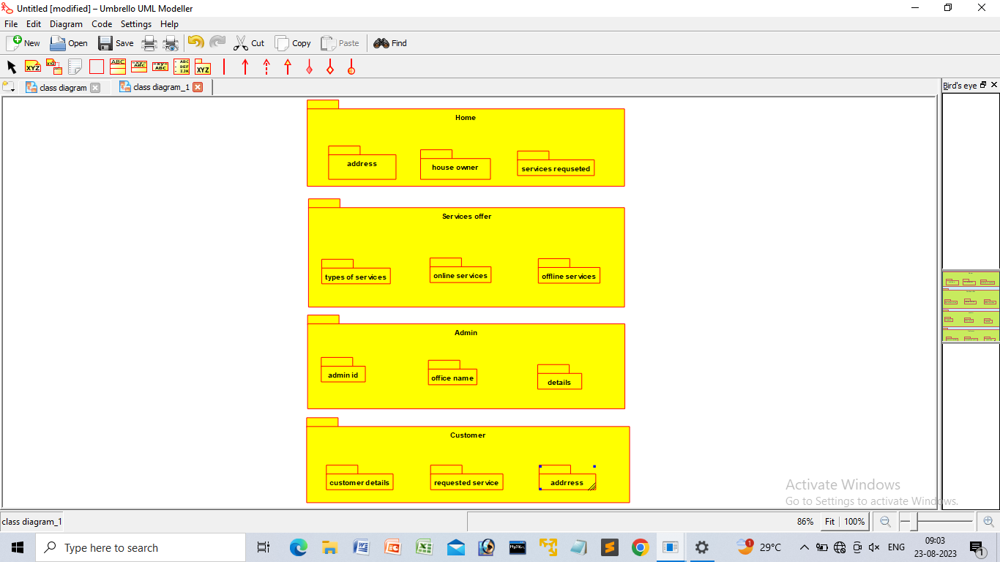 Untitled [modified] – Umbrello UML Modeller
File Edit Diagram Code Settings Help
New Open Save Cut Copy Paste Find
class diagram class diagram_1 Bird's eye
Home
address house owner services requseted
Services offer
types of services online services offline services
Admin
admin id office name details
Customer
customer details requested service addrress
Activate Windows
Go to Settings to activate Windows.
class diagram_1 86% Fit 100%
Type here to search 29°C ENG 09:03
23-08-2023